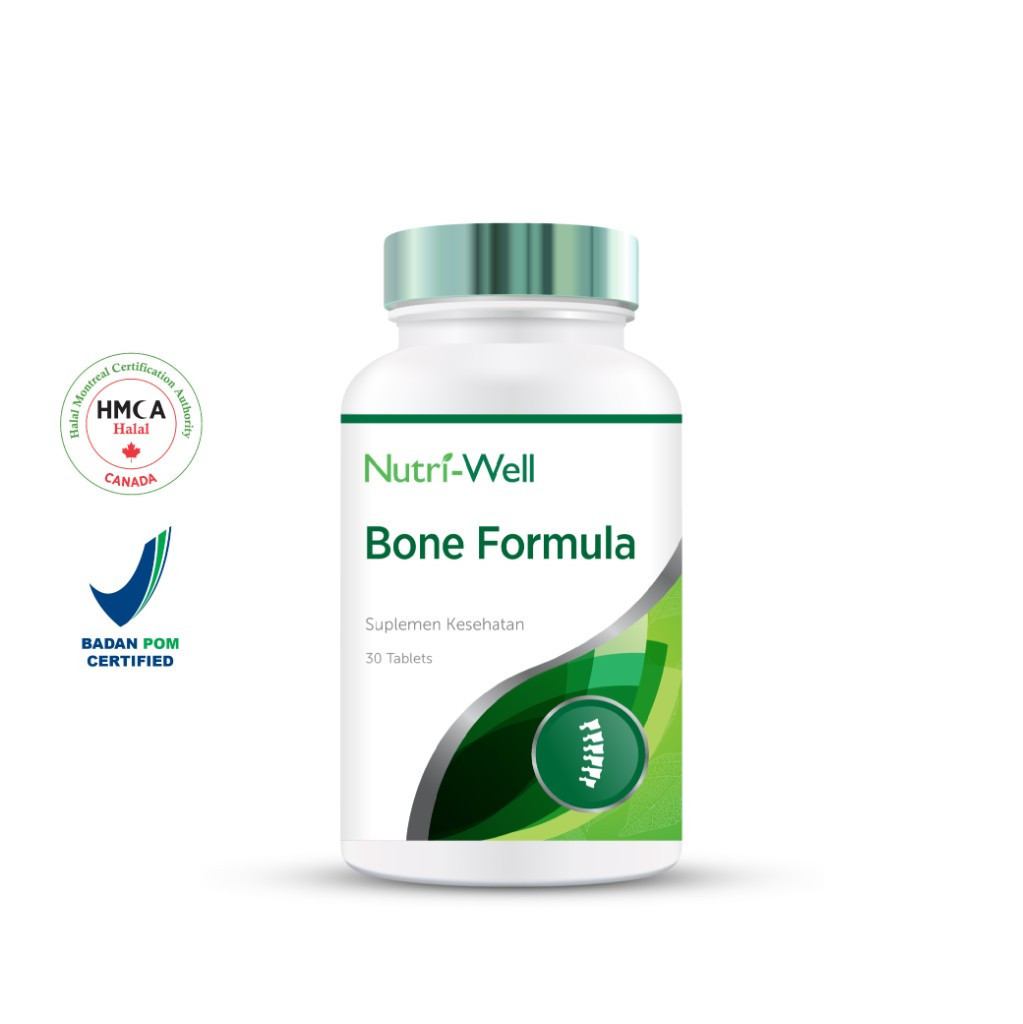 Halal Montreal Certification Authority
HMCA
Halal
CANADA
BADAN POM
CERTIFIED
Nutri-Well
Bone Formula
Suplemen Kesehatan
30 Tablets